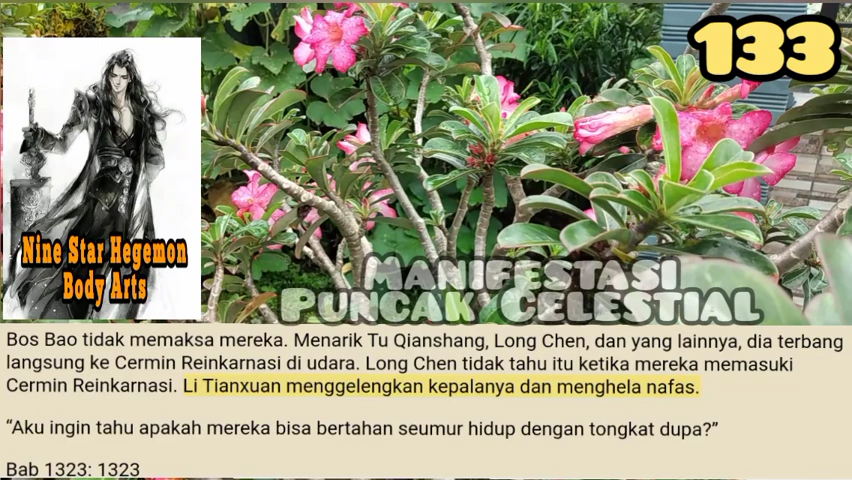 133
Nine Star Hegemon
Body Arts
Manifestasi
Puncak Celestial
Bos Bao tidak memaksa mereka. Menarik Tu Qianshang, Long Chen, dan yang lainnya, dia terbang
langsung ke Cermin Reinkarnasi di udara. Long Chen tidak tahu itu ketika mereka memasuki
Cermin Reinkarnasi. Li Tianxuan menggelengkan kepalanya dan menghela nafas.
“Aku ingin tahu apakah mereka bisa bertahan seumur hidup dengan tongkat dupa?”
Bab 1323: 1323